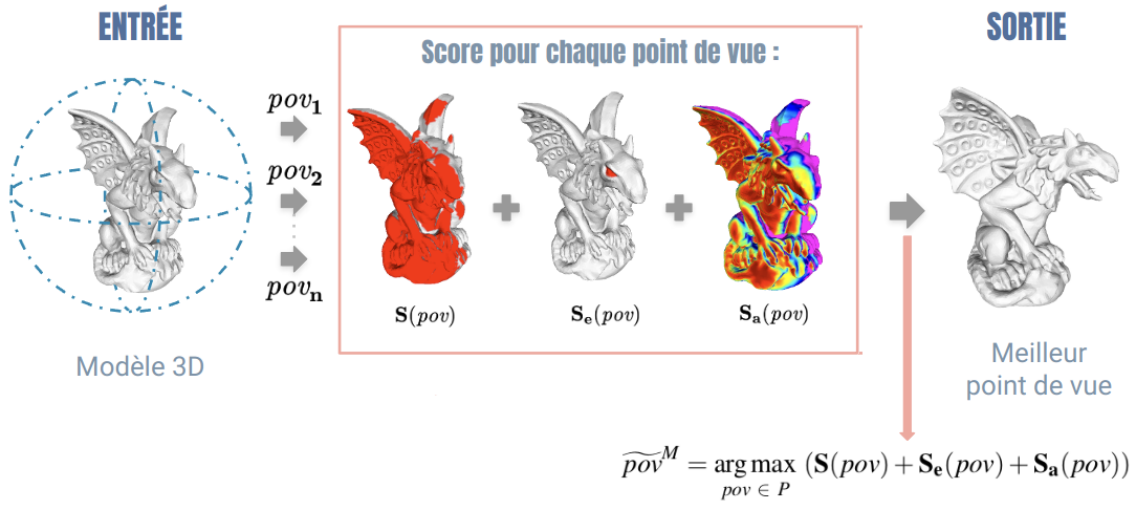 ENTRÉE
SORTIE
Score pour chaque point de vue :
pov₁
pov₂
povₙ
S(pov)
Sₑ(pov)
Sₐ(pov)
Modèle 3D
Meilleur
point de vue
p͠ovᴹ = arg max (S(pov) + Sₑ(pov) + Sₐ(pov))
pov ∈ P